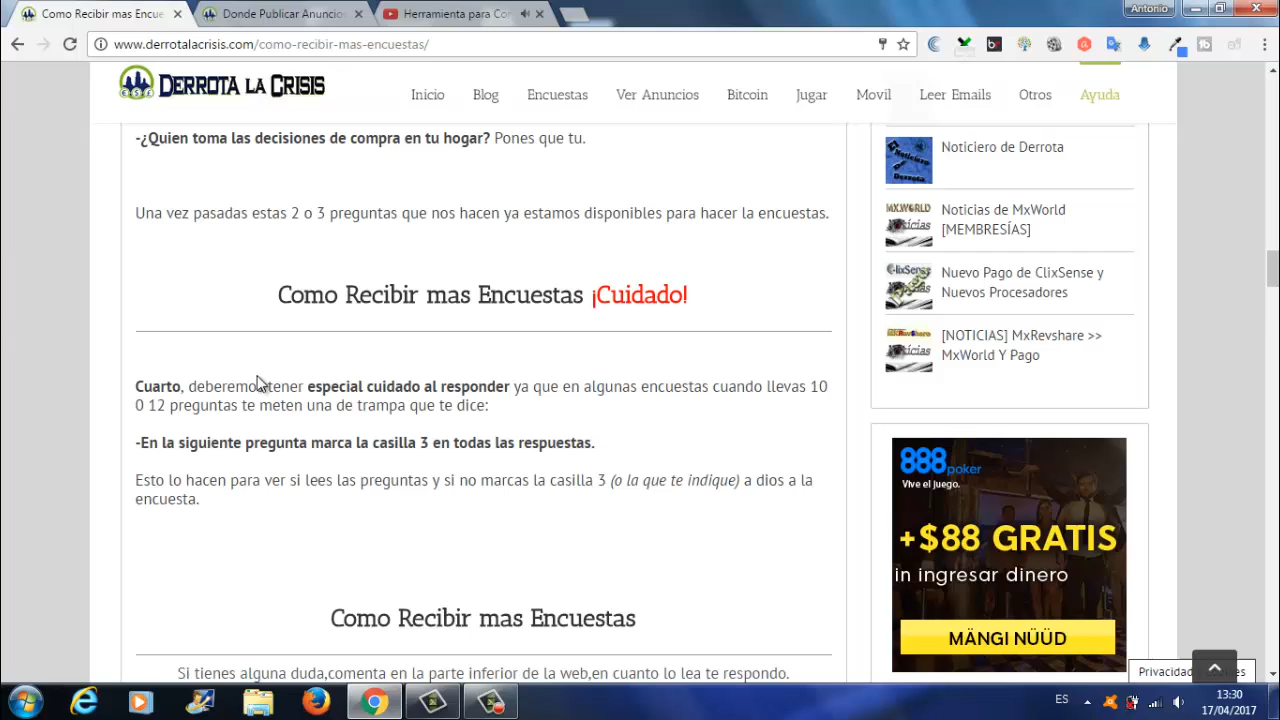 Como Recibir mas Encue
Donde Publicar Anuncio
Herramienta para Co
Antonio
www.derrotalacrisis.com/como-recibir-mas-encuestas/
DERROTA LA CRISIS
Inicio
Blog
Encuestas
Ver Anuncios
Bitcoin
Jugar
Movil
Leer Emails
Otros
Ayuda
-¿Quien toma las decisiones de compra en tu hogar? Pones que tu.
Una vez pasadas estas 2 o 3 preguntas que nos hacen ya estamos disponibles para hacer la encuestas.
Como Recibir mas Encuestas ¡Cuidado!
Cuarto, deberemos tener especial cuidado al responder ya que en algunas encuestas cuando llevas 10
0 12 preguntas te meten una de trampa que te dice:
-En la siguiente pregunta marca la casilla 3 en todas las respuestas.
Esto lo hacen para ver si lees las preguntas y si no marcas la casilla 3 (o la que te indique) a dios a la
encuesta.
Como Recibir mas Encuestas
Si tienes alguna duda,comenta en la parte inferior de la web,en cuanto lo lea te respondo.
Noticiero de Derrota
Noticias de MxWorld
[MEMBRESÍAS]
Nuevo Pago de ClixSense y
Nuevos Procesadores
[NOTICIAS] MxRevshare >>
MxWorld Y Pago
888poker
Vive el juego.
+$88 GRATIS
in ingresar dinero
MÄNGI NÜÜD
Privacidad y Cookies
ES
13:30
17/04/2017